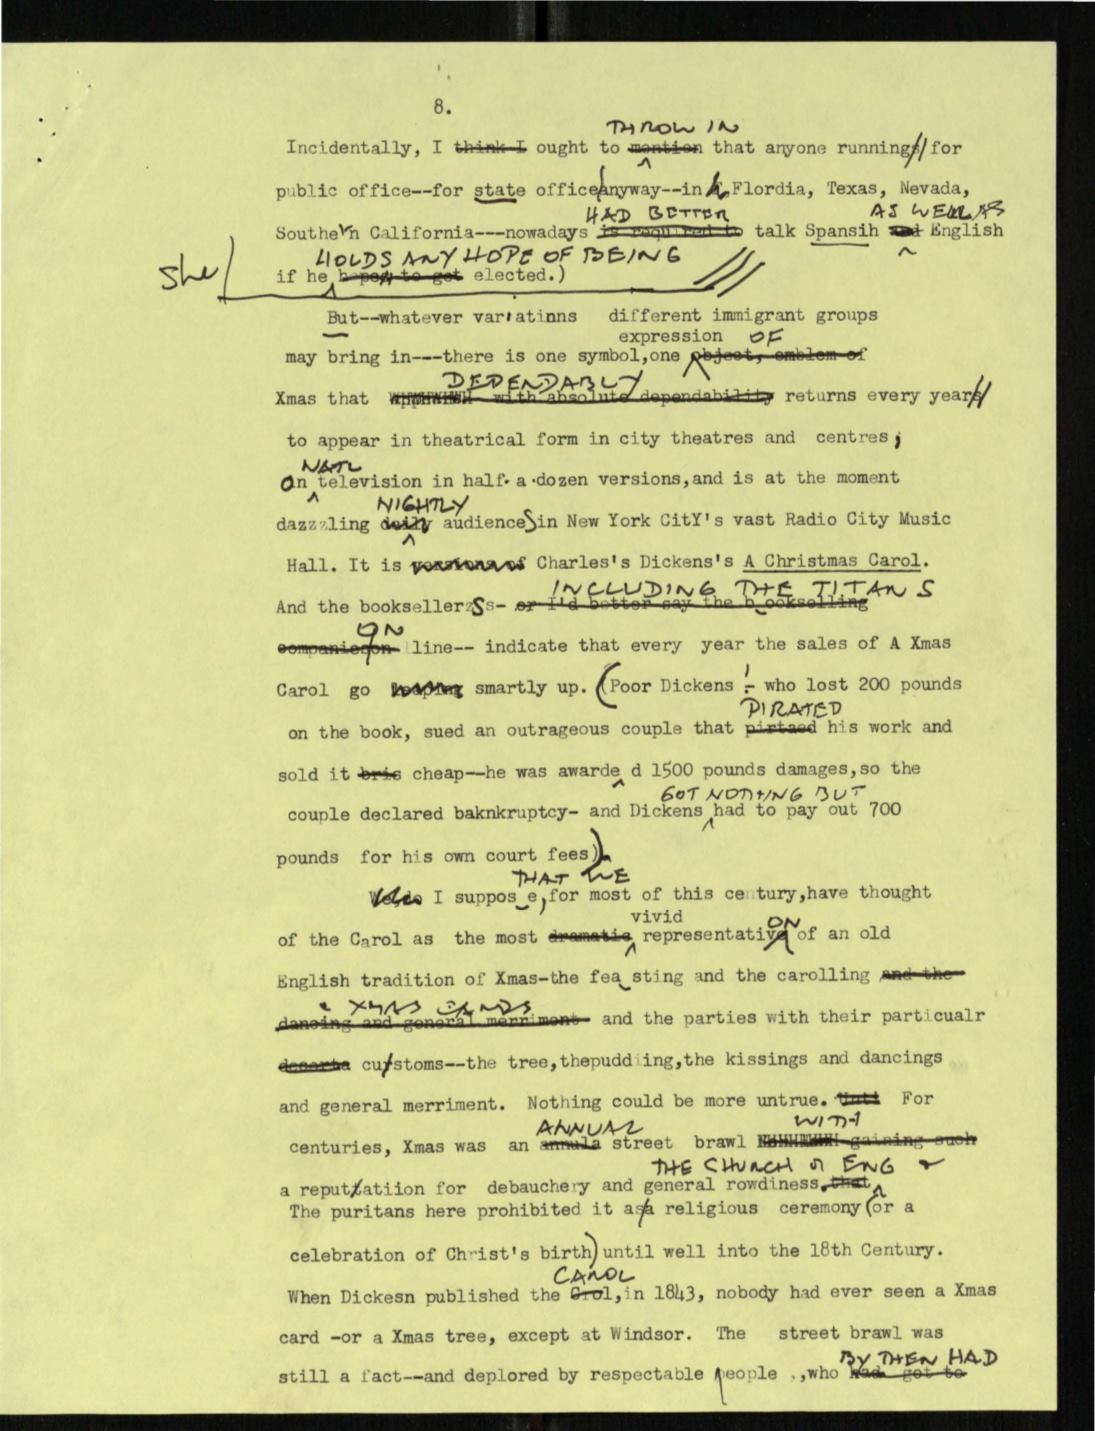 8.
THROW IN
Incidentally, I think I ought to mention that anyone running// for
public office--for state office/anyway--in Flordia, Texas, Nevada,
HAD BETTER AS WELL AS
Southern California---nowadays is required to talk Spansih and English
She/ HOLDS ANY HOPE OF BEING
if he hopes to get elected.)
But--whatever variatinns different immigrant groups
expression OF
may bring in---there is one symbol,one object, emblem of
DEPENDABLY
Xmas that with absolute dependability returns every year//
to appear in theatrical form in city theatres and centres;
NATL
On television in half a dozen versions,and is at the moment
NIGHTLY
dazzzling daily audienceS in New York CitY's vast Radio City Music
Hall. It is versions of Charles's Dickens's A Christmas Carol.
INCLUDING THE TITANS
And the booksellerzSs- or I'd better say the bookselling
ON
companieson line-- indicate that every year the sales of A Xmas
Carol go smartly up. (Poor Dickens !- who lost 200 pounds
PIRATED
on the book, sued an outrageous couple that pirtaed his work and
sold it bris cheap--he was awarde d 1500 pounds damages,so the
GOT NOTHING BUT
couple declared baknkruptcy- and Dickens had to pay out 700
pounds for his own court fees).
THAT WE
I suppos e,for most of this century,have thought
vivid ON
of the Carol as the most dramatic representative of an old
English tradition of Xmas-the fea sting and the carolling and the
& XMAS CARDS
dancing and general merriment and the parties with their particualr
deserts cu/stoms--the tree,thepudding,the kissings and dancings
and general merriment. Nothing could be more untrue. Unti For
ANNUAL WITH
centuries, Xmas was an annula street brawl gaining such
THE CHURCH OF ENG &
a reput/atiion for debauchery and general rowdiness,that
The puritans here prohibited it as/a religious ceremony (or a
celebration of Christ's birth) until well into the 18th Century.
CAROL
When Dickesn published the Crol,in 1843, nobody had ever seen a Xmas
card -or a Xmas tree, except at Windsor. The street brawl was
BY THEN HAD
still a fact--and deplored by respectable people .,who had got to